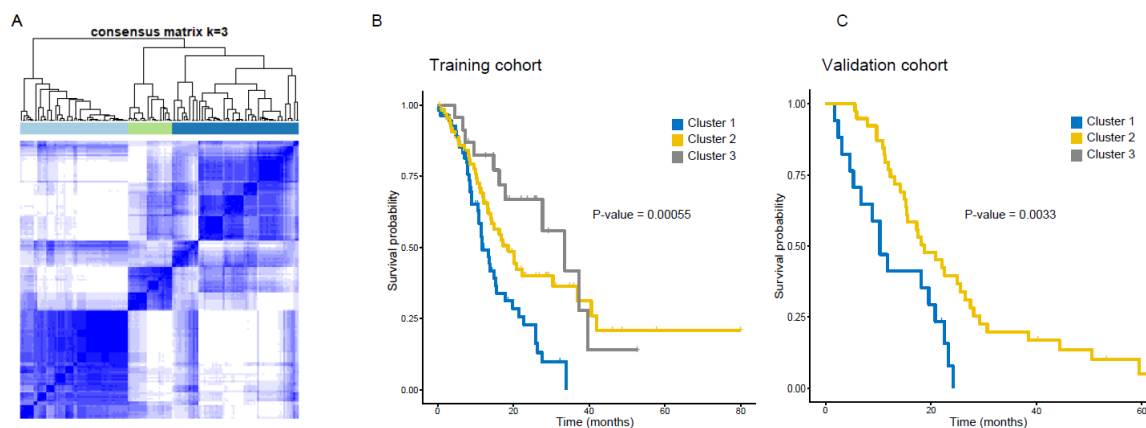 A
consensus matrix k=3
B
Training cohort
1.00
0.75
0.50
0.25
0.00
Survival probability
Cluster 1
Cluster 2
Cluster 3
P-value = 0.00055
0
20
40
60
80
Time (months)
C
Validation cohort
1.00
0.75
0.50
0.25
0.00
Survival probability
Cluster 1
Cluster 2
Cluster 3
P-value = 0.0033
0
20
40
60
Time (months)